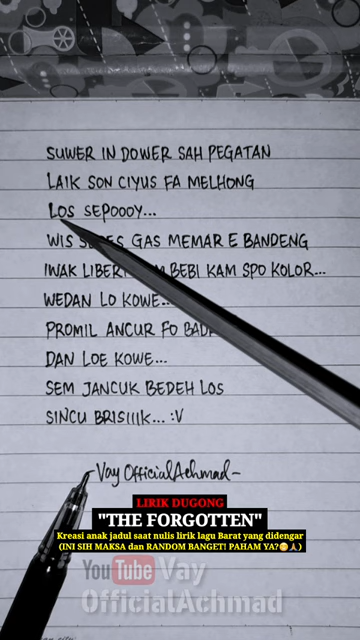 SUWER IN DOWER SAH PEGATAN
LAIK SON CIYUS FA MELHONG
LOS SEPOOOY...
WIS GAS MEMAR E BANDENG
IWAK BEBI KAM SPO KOLOR...
WEDAN LO KOWE..
PROMIL ANCUR FO
DAN LOE KOWE...
SEM JANCUK BEDEH LOS
SINCU BRISIIIK... :V
-Vay OfficialAchmad-
LIRIK DUGONG
"THE FORGOTTEN"
Kreasi anak jadul saat nulis lirik lagu Barat yang didengar
(INI SIH MAKSA dan RANDOM BANGET! PAHAM YA?😁🙏)
YouTube Vay
OfficialAchmad